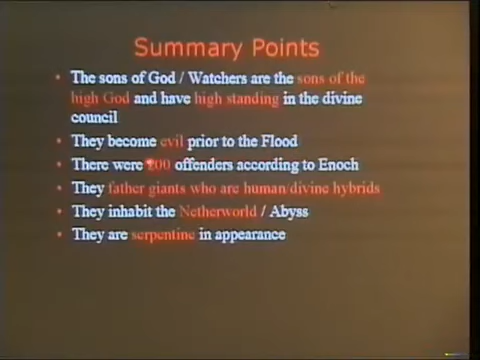 Summary Points
• The sons of God / Watchers are the sons of the
high God and have high standing in the divine
council
• They become evil prior to the Flood
• There were 200 offenders according to Enoch
• They father giants who are human/divine hybrids
• They inhabit the Netherworld / Abyss
• They are serpentine in appearance